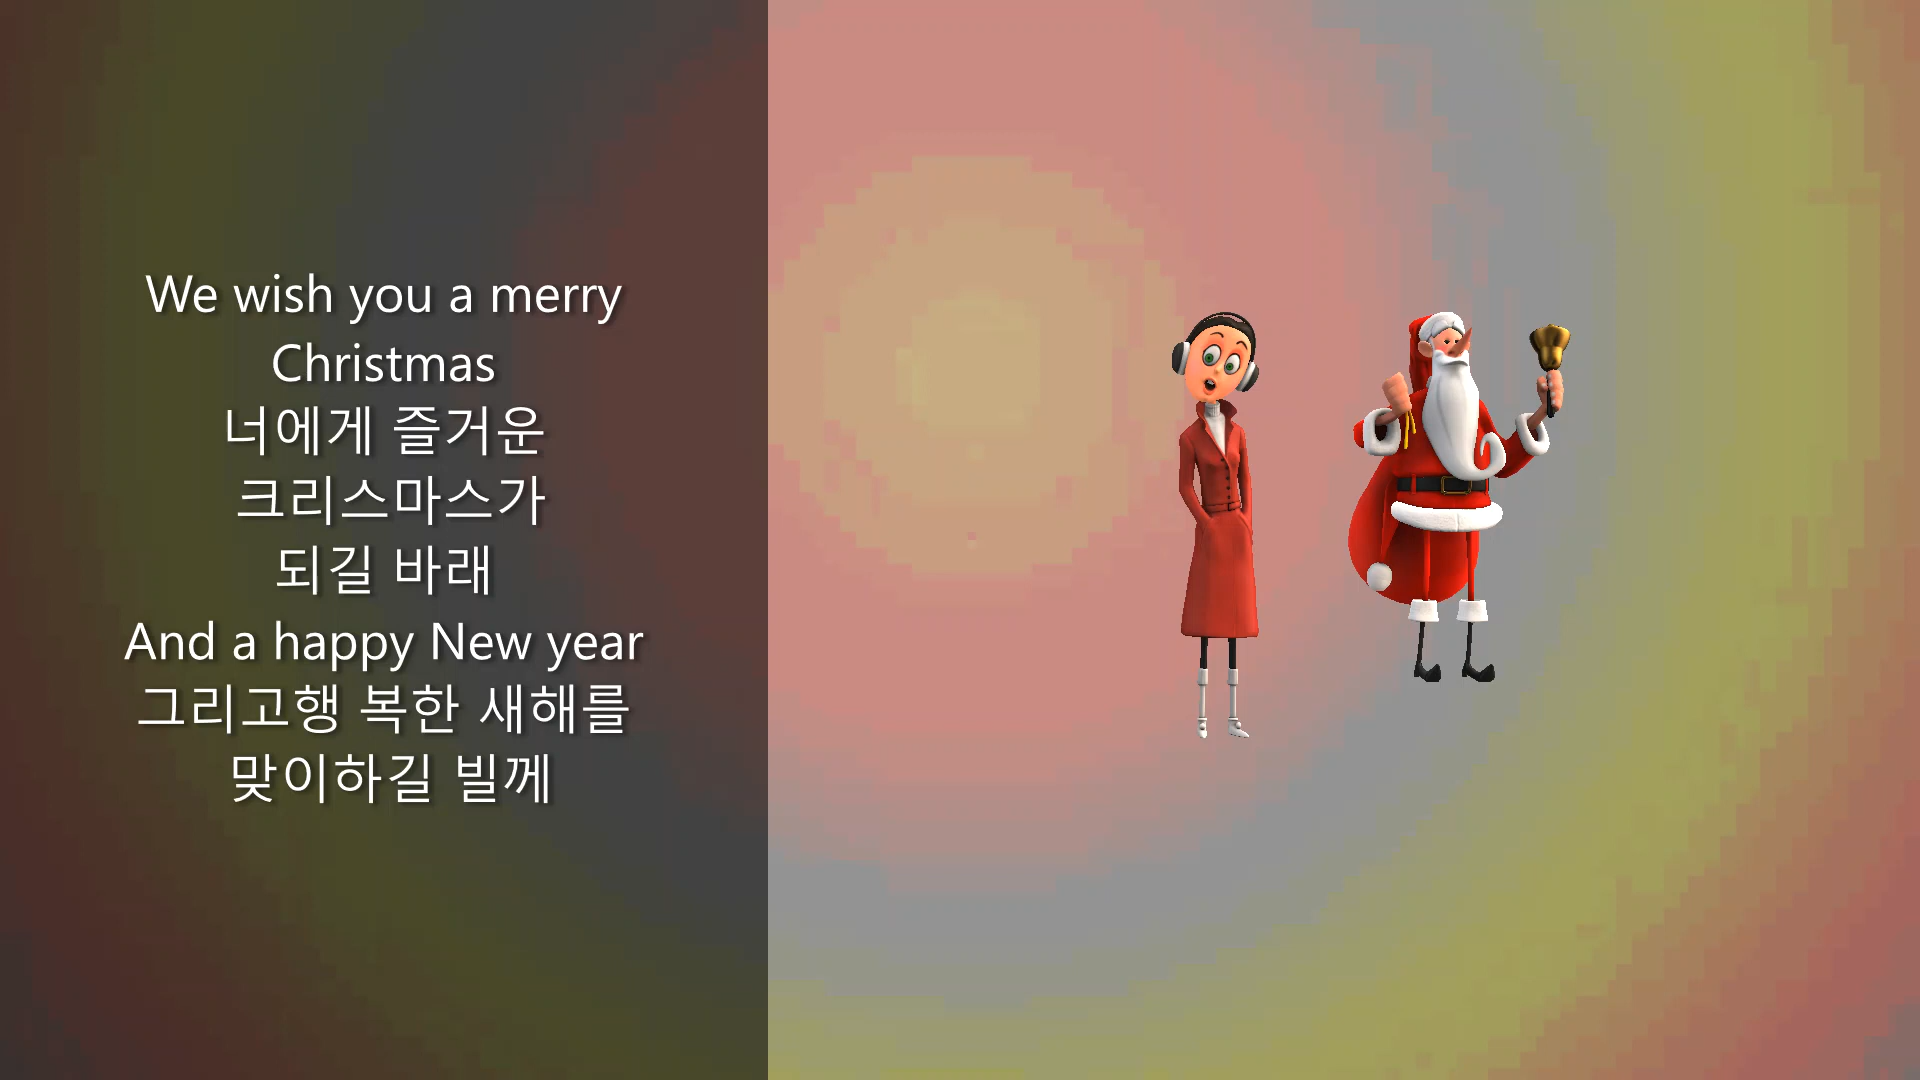 We wish you a merry
Christmas
너에게 즐거운
크리스마스가
되길 바래
And a happy New year
그리고행 복한 새해를
맞이하길 빌께